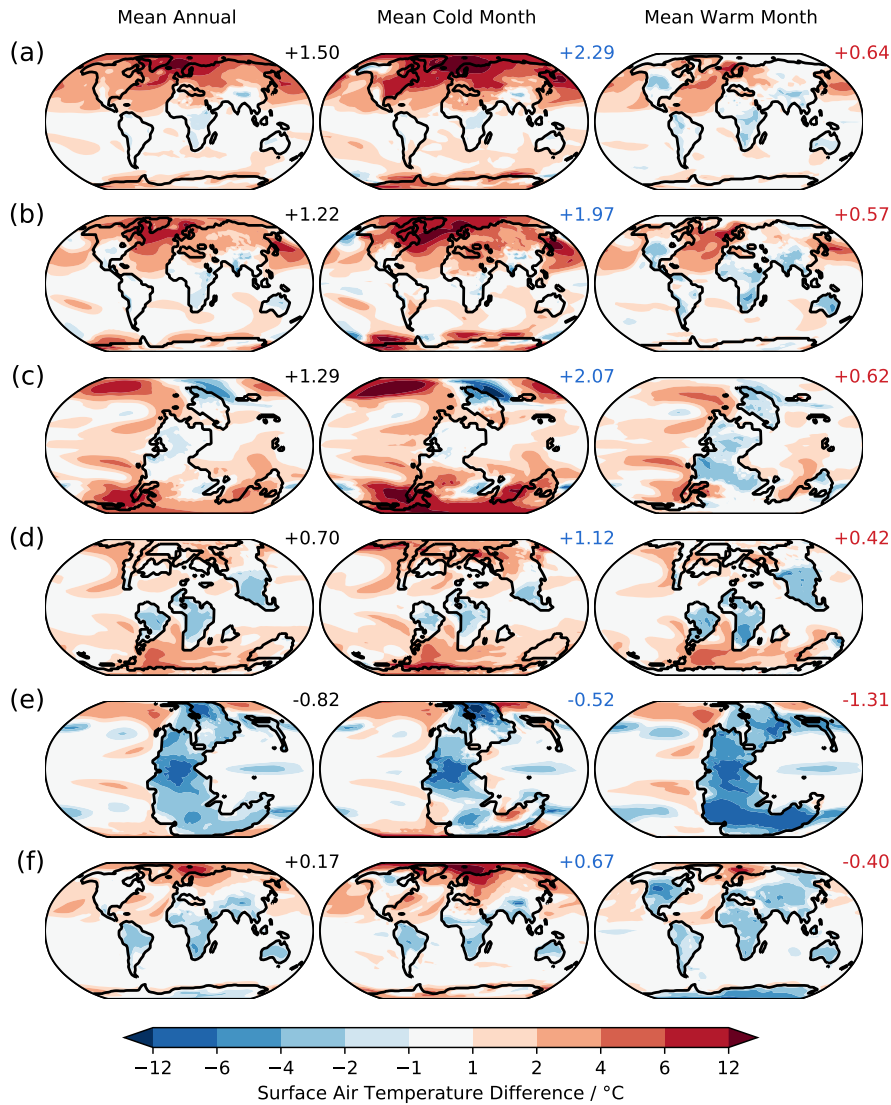 Mean Annual Mean Cold Month Mean Warm Month
(a) +1.50 +2.29 +0.64
(b) +1.22 +1.97 +0.57
(c) +1.29 +2.07 +0.62
(d) +0.70 +1.12 +0.42
(e) -0.82 -0.52 -1.31
(f) +0.17 +0.67 -0.40
−12 −6 −4 −2 −1 1 2 4 6 12
Surface Air Temperature Difference / °C